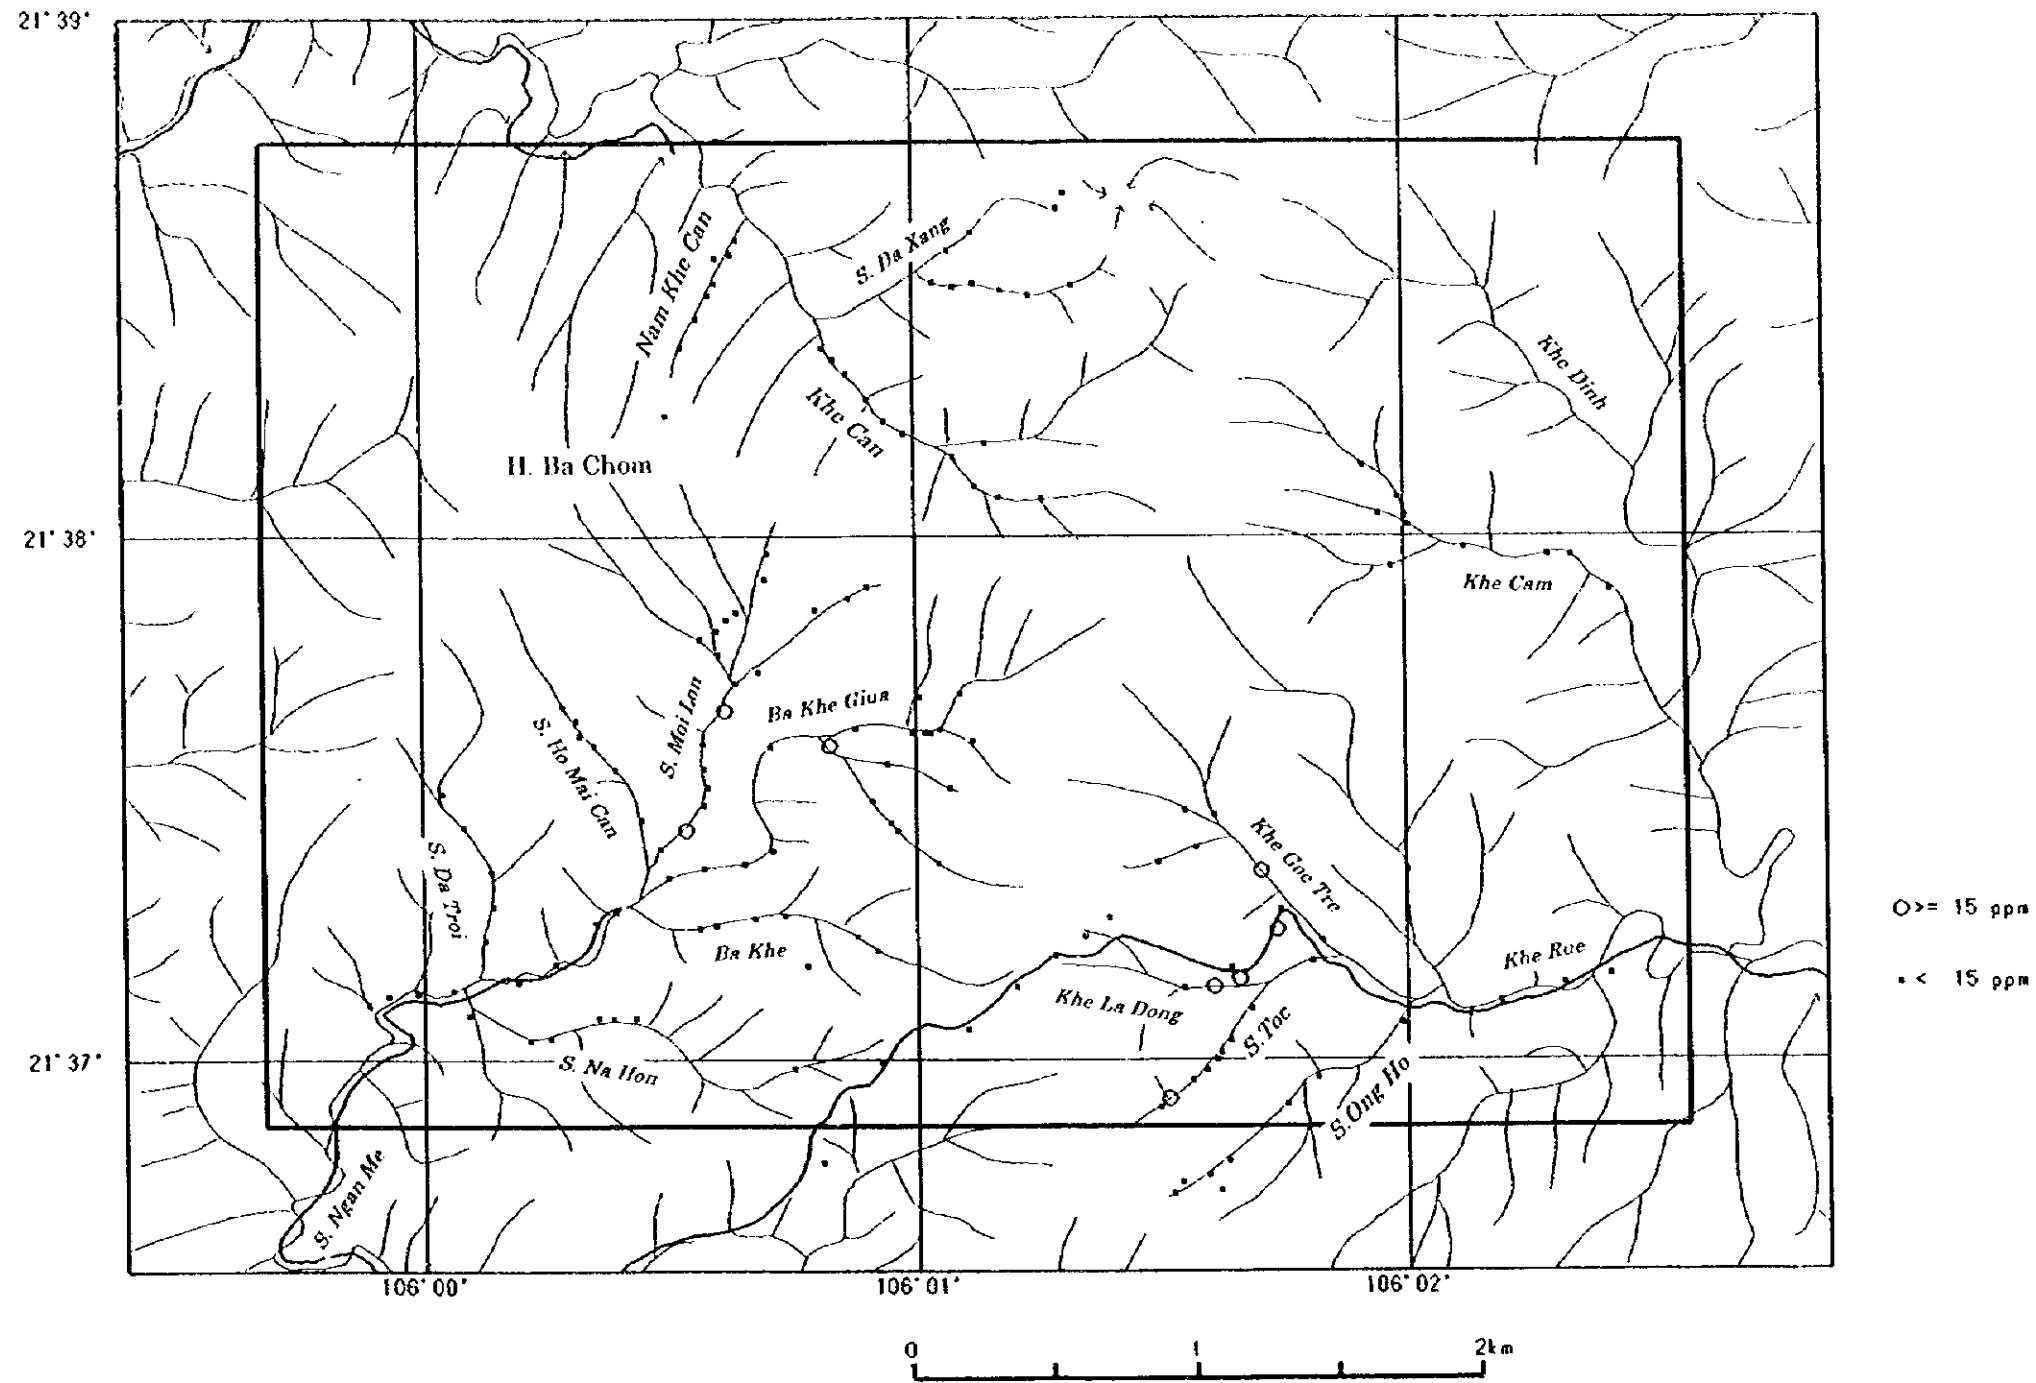 21° 39'
S. Da Xang
Nam Khe Can
Khe Dinh
Khe Can
H. Ba Chom
21° 38'
Khe Cam
S. Moi Lon
Ba Khe Giua
S. Ho Mai Can
Khe Goc Tre
S. Da Troi
○>= 15 ppm
Ba Khe
Khe Rue
▪< 15 ppm
Khe La Dong
S. Toc
21° 37'
S. Na Hon
S. Ong Ho
S. Ngan Me
106° 00' 106° 01' 106° 02'
0 1 2km